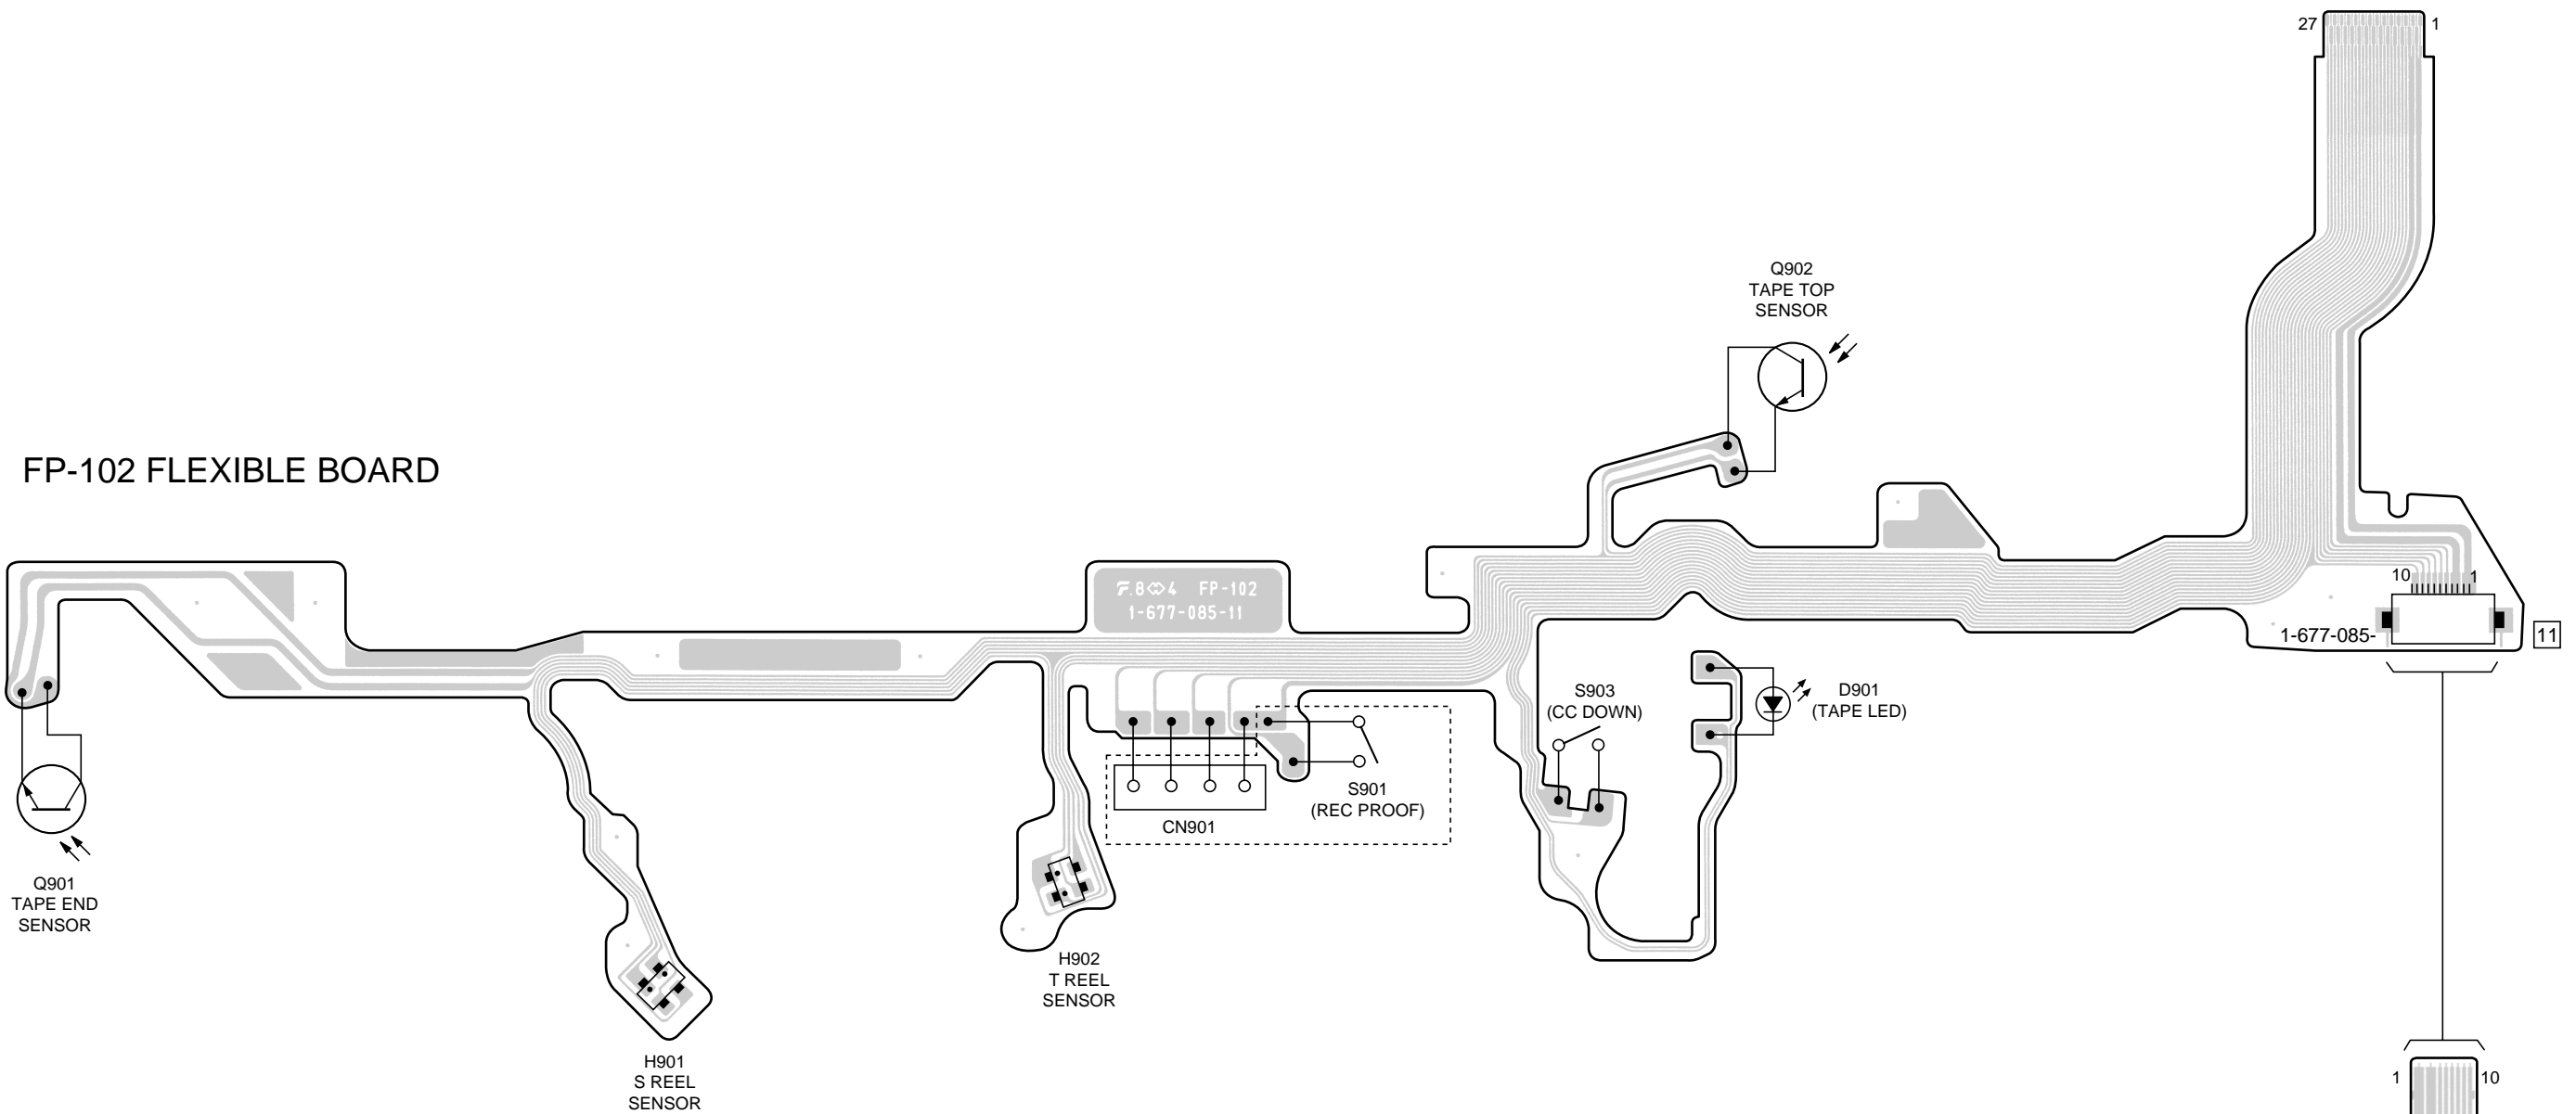 27
1
Q902
TAPE TOP
SENSOR
FP-102 FLEXIBLE BOARD
F.8 4 FP-102
1-677-085-11
10
1
1-677-085-
11
S903
(CC DOWN)
D901
(TAPE LED)
S901
(REC PROOF)
CN901
Q901
TAPE END
SENSOR
H902
T REEL
SENSOR
H901
S REEL
SENSOR
1
10